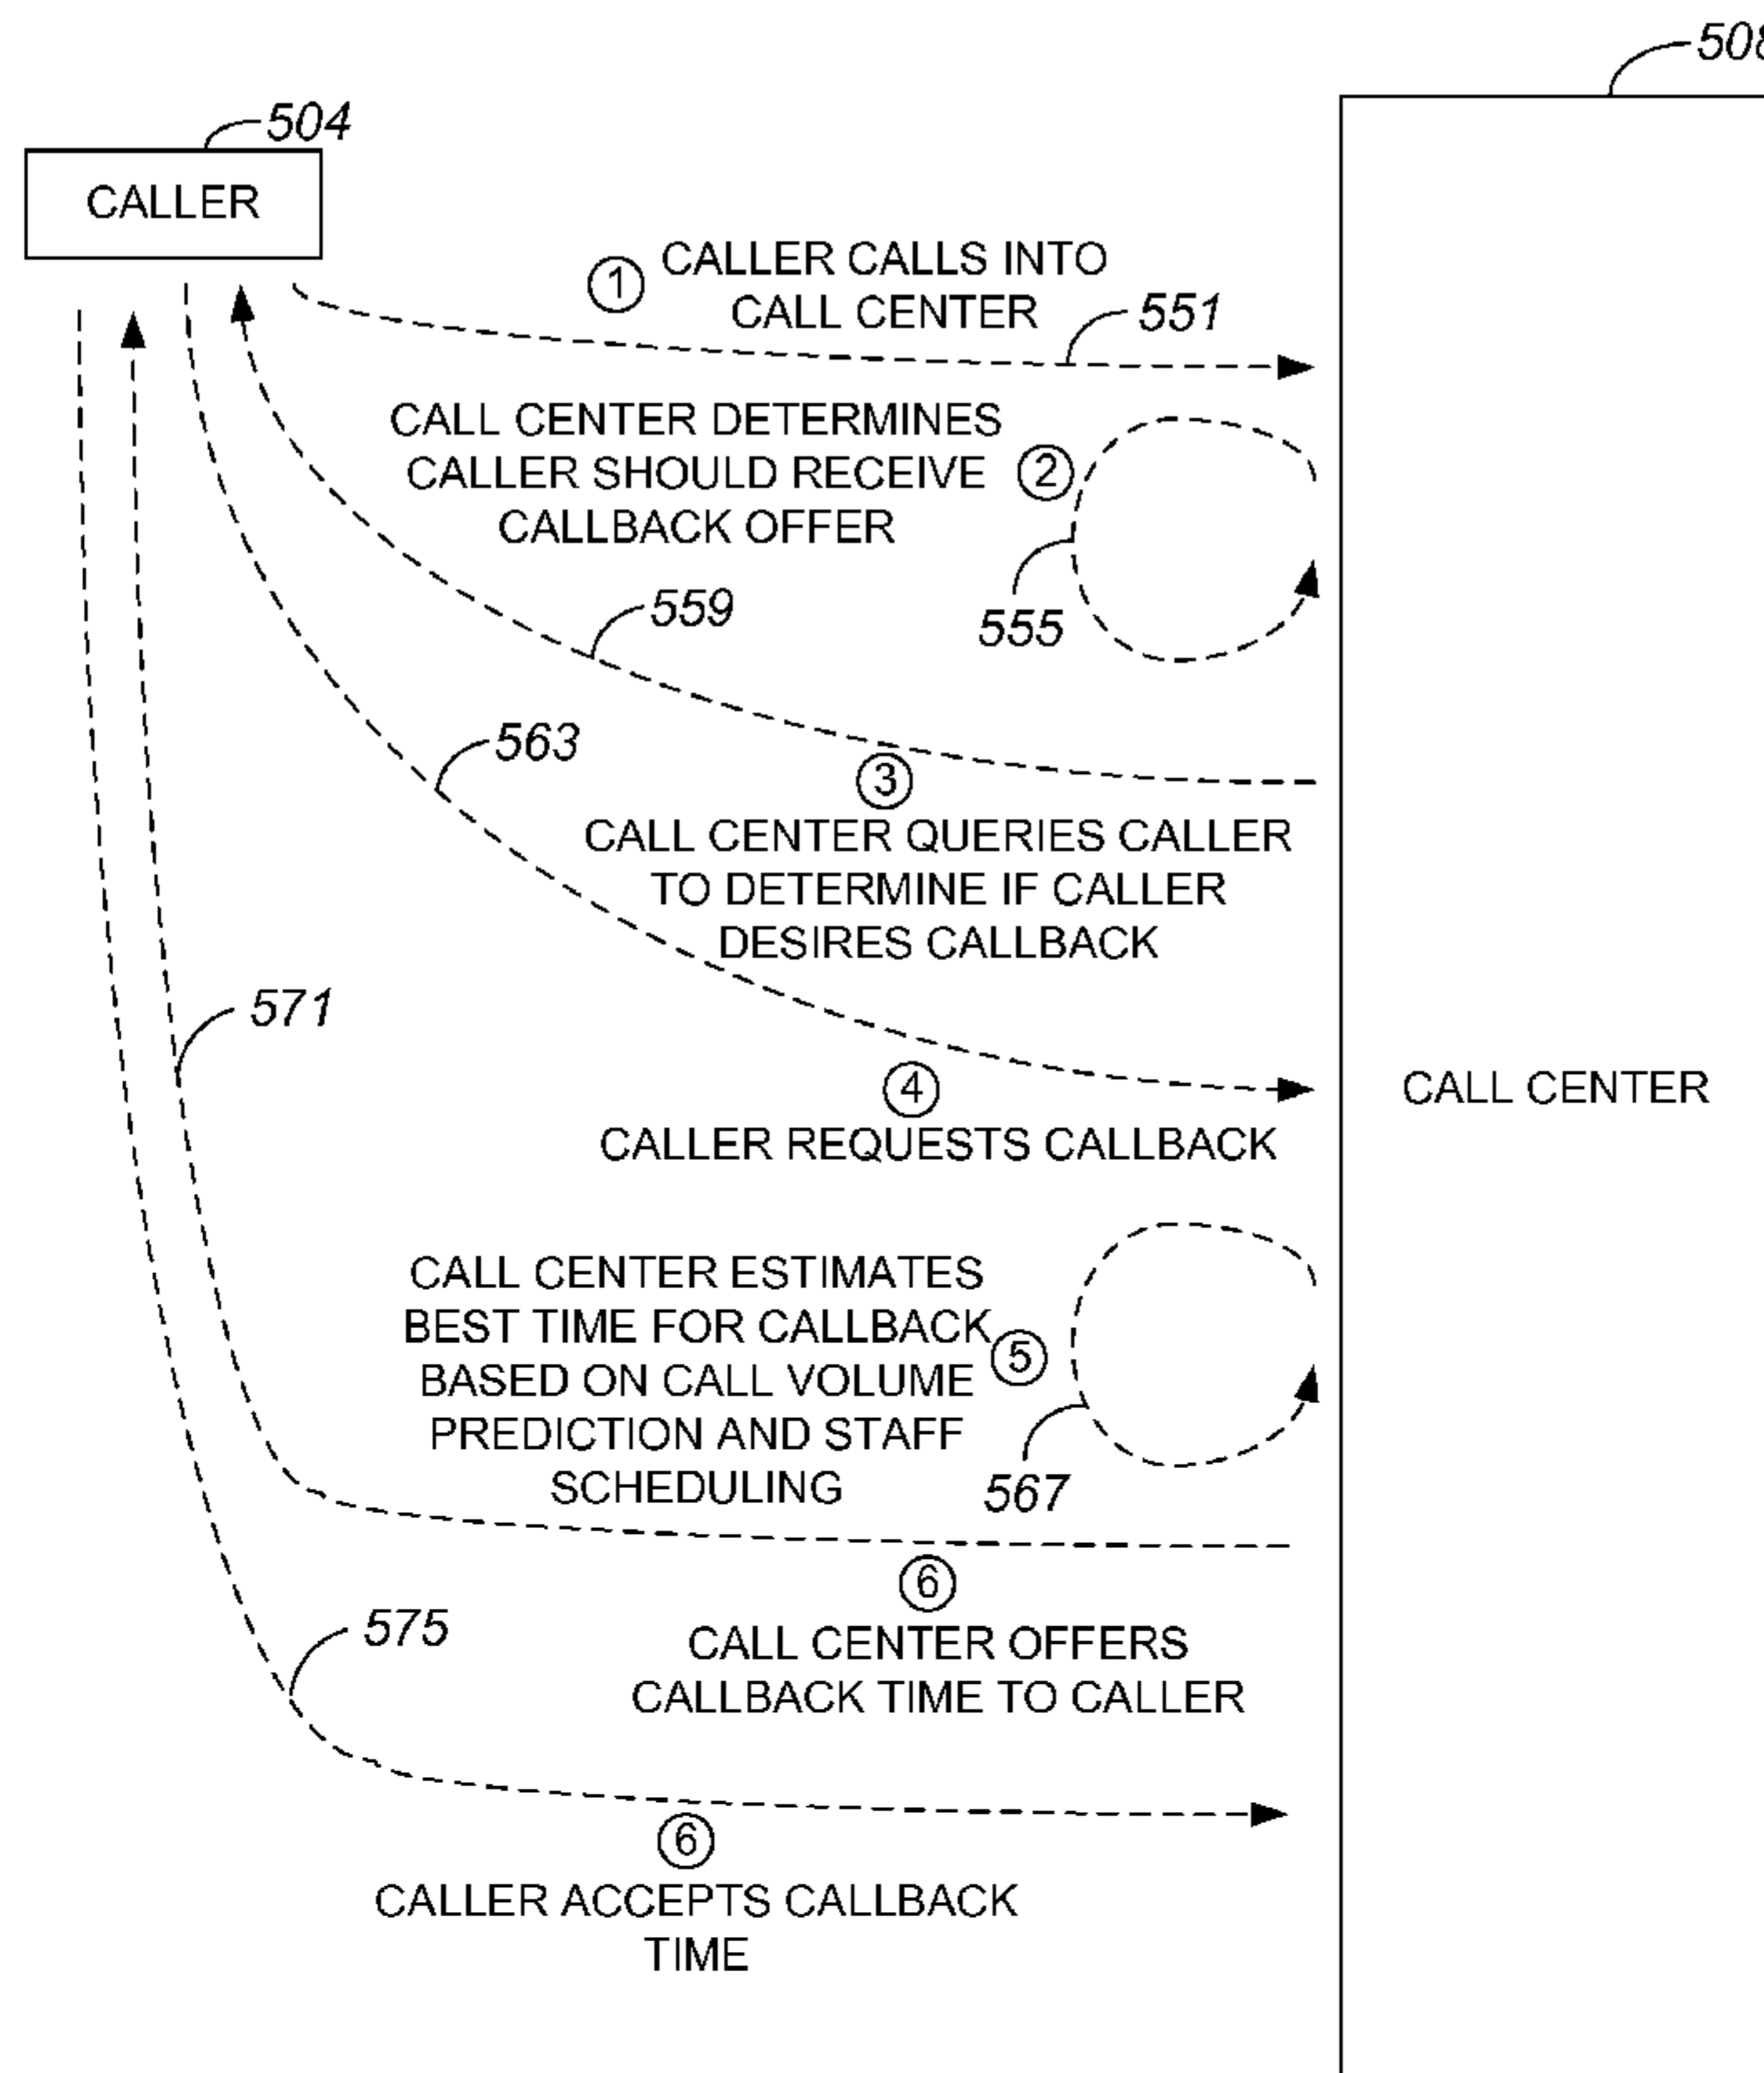 508
504
CALLER
1
CALLER CALLS INTO
CALL CENTER
551
CALL CENTER DETERMINES
CALLER SHOULD RECEIVE
CALLBACK OFFER
2
555
559
563
3
CALL CENTER QUERIES CALLER
TO DETERMINE IF CALLER
DESIRES CALLBACK
571
4
CALLER REQUESTS CALLBACK
CALL CENTER
CALL CENTER ESTIMATES
BEST TIME FOR CALLBACK
BASED ON CALL VOLUME
PREDICTION AND STAFF
SCHEDULING
5
567
6
CALL CENTER OFFERS
CALLBACK TIME TO CALLER
575
6
CALLER ACCEPTS CALLBACK
TIME